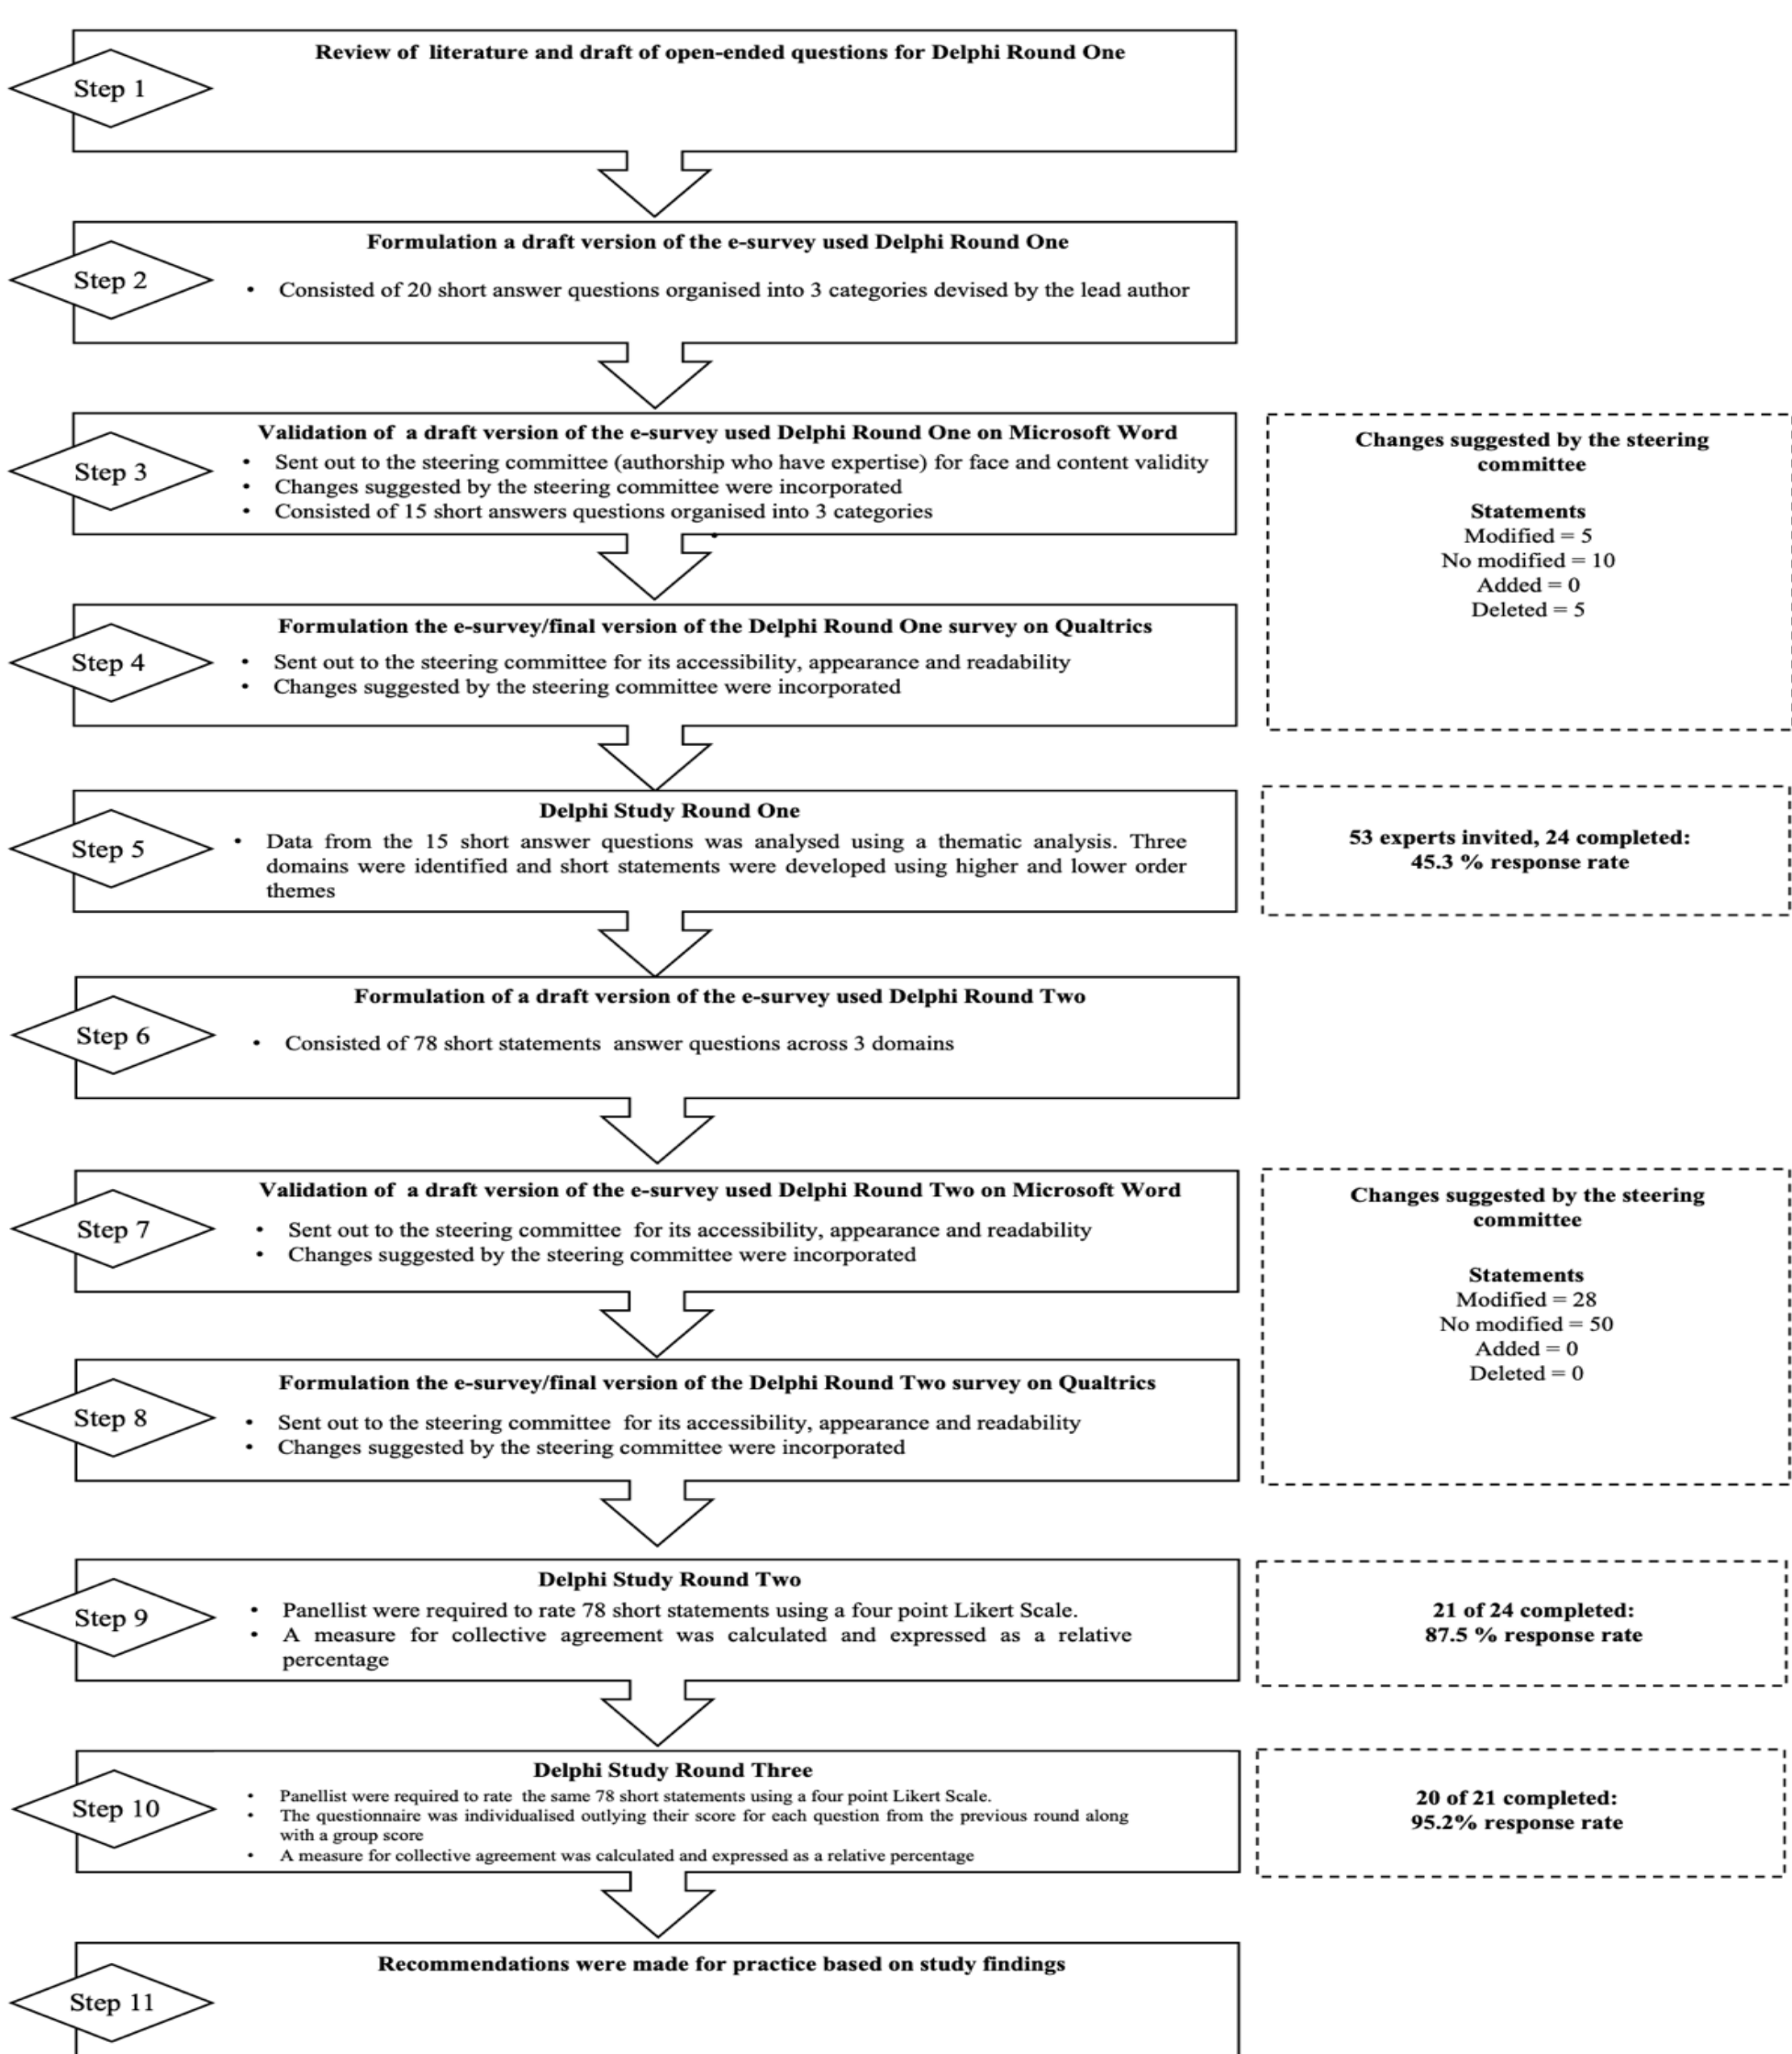 Step 1
Review of literature and draft of open-ended questions for Delphi Round One
Step 2
Formulation a draft version of the e-survey used Delphi Round One
• Consisted of 20 short answer questions organised into 3 categories devised by the lead author
Step 3
Validation of a draft version of the e-survey used Delphi Round One on Microsoft Word
• Sent out to the steering committee (authorship who have expertise) for face and content validity
• Changes suggested by the steering committee were incorporated
• Consisted of 15 short answers questions organised into 3 categories
Changes suggested by the steering
committee
Statements
Modified = 5
No modified = 10
Added = 0
Deleted = 5
Step 4
Formulation the e-survey/final version of the Delphi Round One survey on Qualtrics
• Sent out to the steering committee for its accessibility, appearance and readability
• Changes suggested by the steering committee were incorporated
Step 5
Delphi Study Round One
• Data from the 15 short answer questions was analysed using a thematic analysis. Three
domains were identified and short statements were developed using higher and lower order
themes
53 experts invited, 24 completed:
45.3 % response rate
Step 6
Formulation of a draft version of the e-survey used Delphi Round Two
• Consisted of 78 short statements answer questions across 3 domains
Step 7
Validation of a draft version of the e-survey used Delphi Round Two on Microsoft Word
• Sent out to the steering committee for its accessibility, appearance and readability
• Changes suggested by the steering committee were incorporated
Changes suggested by the steering
committee
Statements
Modified = 28
No modified = 50
Added = 0
Deleted = 0
Step 8
Formulation the e-survey/final version of the Delphi Round Two survey on Qualtrics
• Sent out to the steering committee for its accessibility, appearance and readability
• Changes suggested by the steering committee were incorporated
Step 9
Delphi Study Round Two
• Panellist were required to rate 78 short statements using a four point Likert Scale.
• A measure for collective agreement was calculated and expressed as a relative
percentage
21 of 24 completed:
87.5 % response rate
Step 10
Delphi Study Round Three
• Panellist were required to rate the same 78 short statements using a four point Likert Scale.
• The questionnaire was individualised outlying their score for each question from the previous round along
with a group score
• A measure for collective agreement was calculated and expressed as a relative percentage
20 of 21 completed:
95.2% response rate
Step 11
Recommendations were made for practice based on study findings